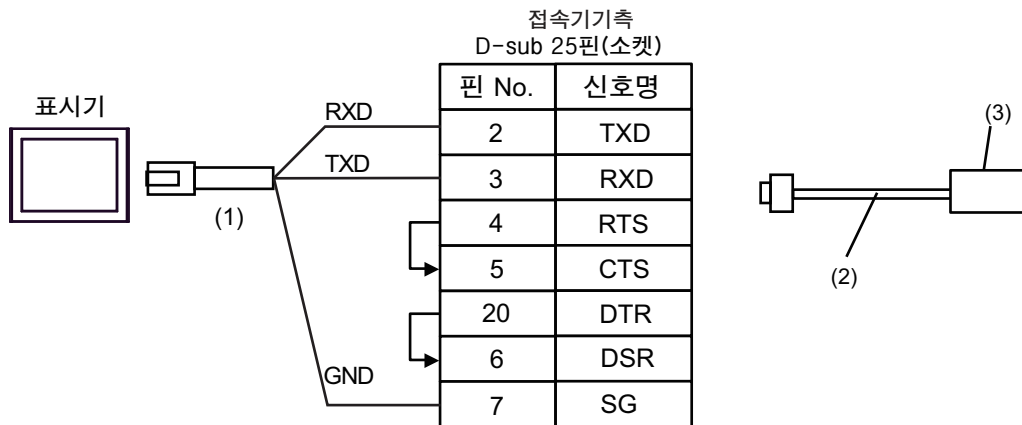 접속기기측
D-sub 25핀(소켓)
표시기
핀 No. 신호명
RXD
2 TXD
TXD
3 RXD
(1)
4 RTS
5 CTS
20 DTR
6 DSR
GND
7 SG
(3)
(2)